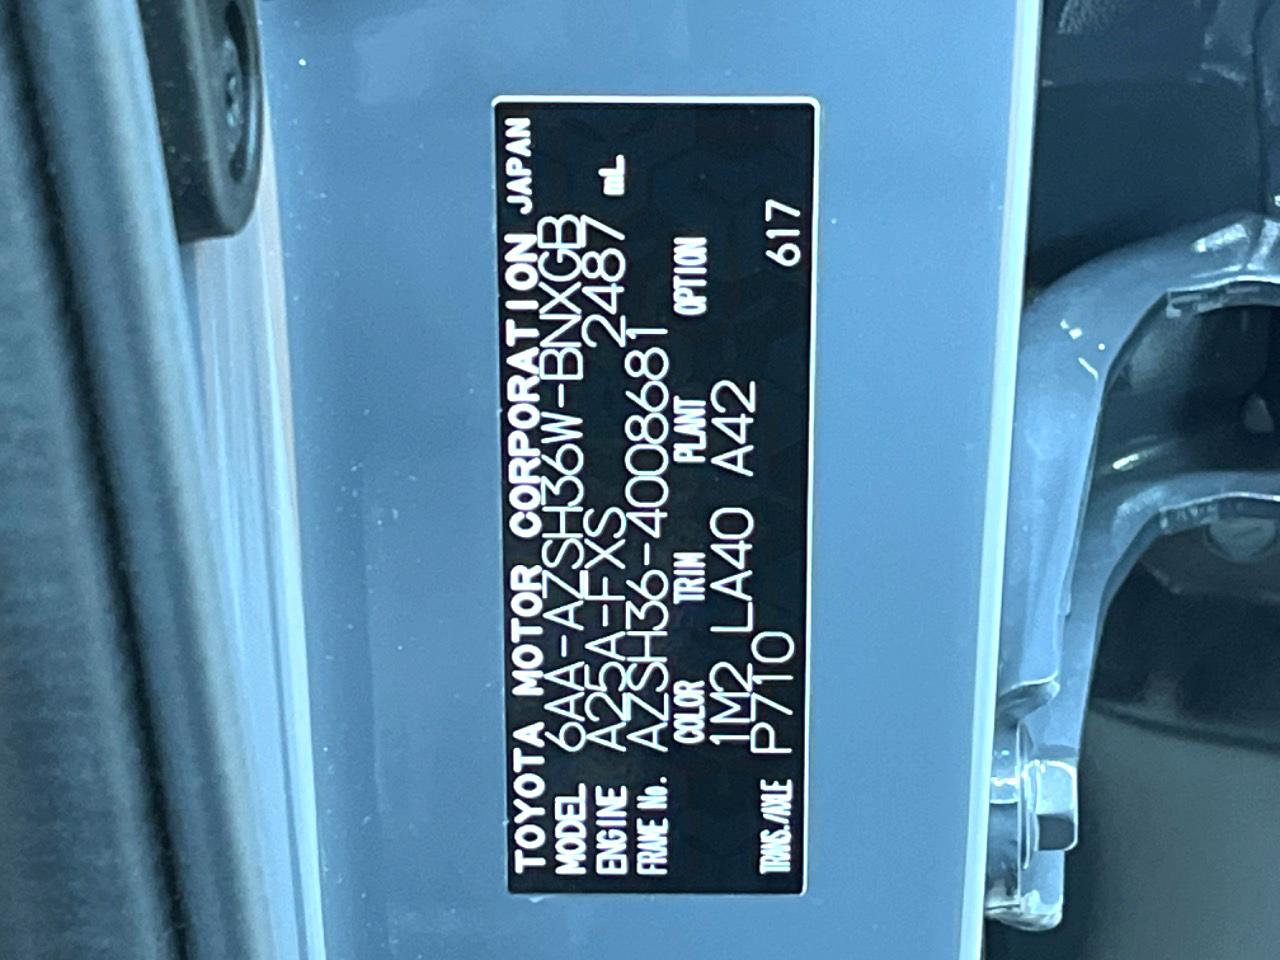 TOYOTA MOTOR CORPORATION JAPAN
MODEL 6AA-AZSH36W-BNXGB
ENGINE A25A-FXS 2487 mL
FRAME No. AZSH36-4008681
COLOR TRIM PLANT OPTION
1M2 LA40 A42
TRANS./AXLE P710 617